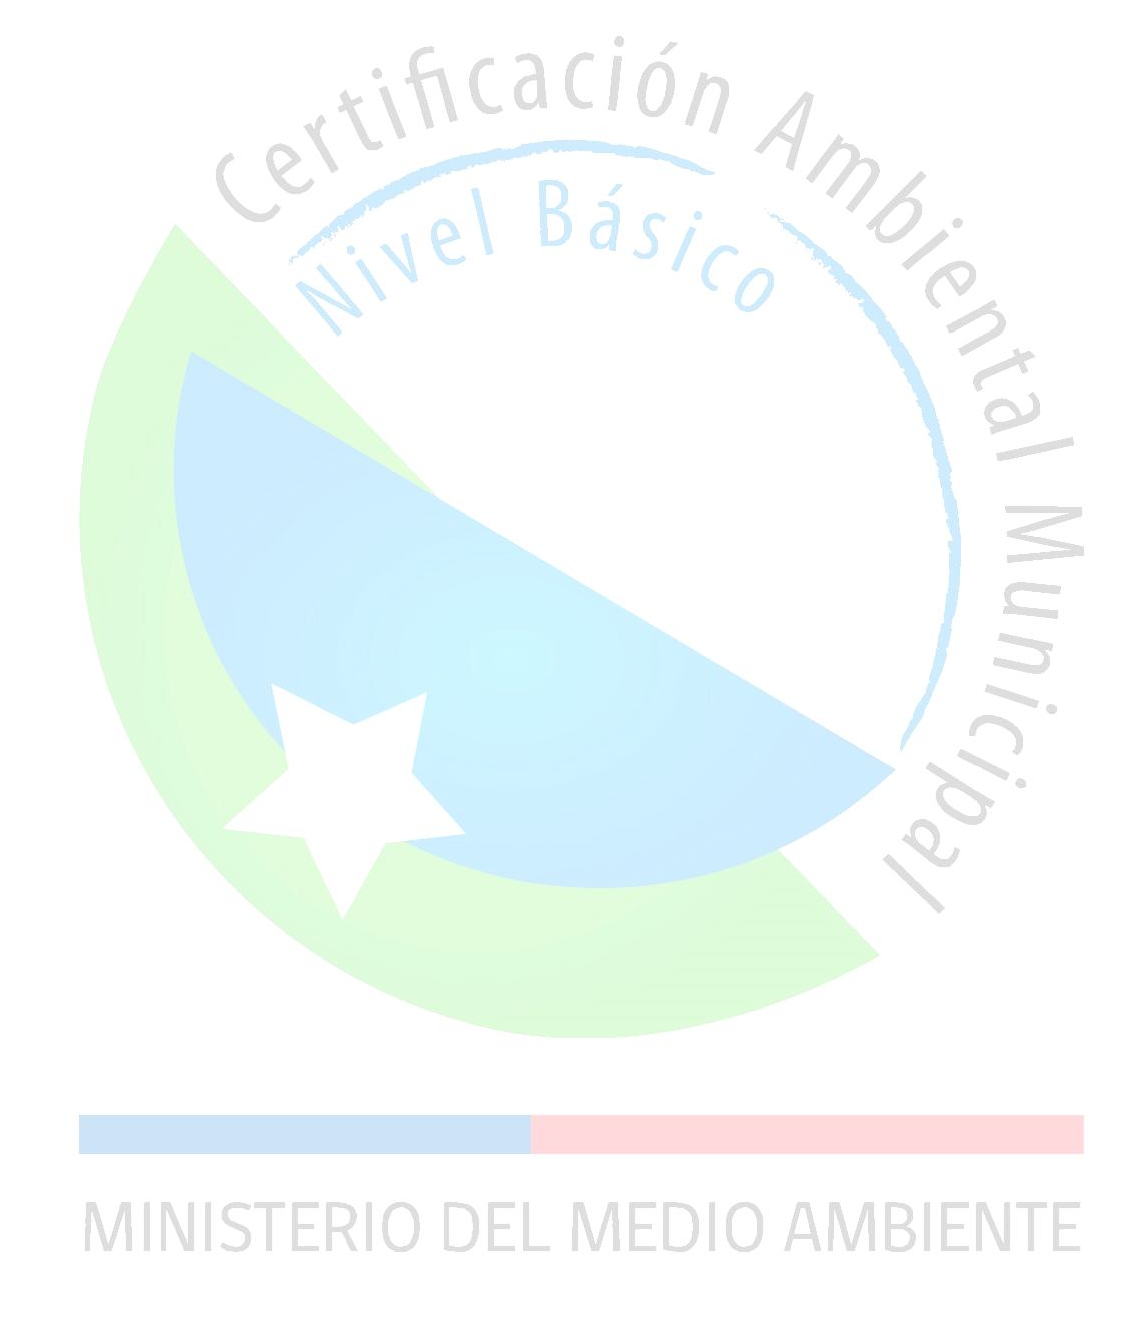 Certificación Ambiental Municipal
Nivel Básico
MINISTERIO DEL MEDIO AMBIENTE